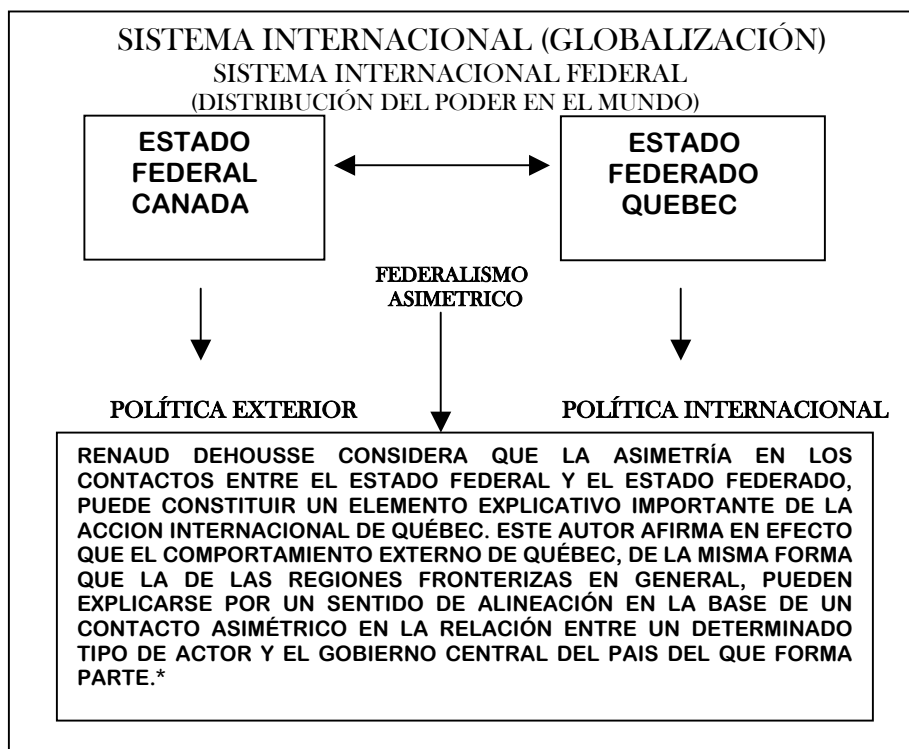 SISTEMA INTERNACIONAL (GLOBALIZACIÓN)
SISTEMA INTERNACIONAL FEDERAL
(DISTRIBUCIÓN DEL PODER EN EL MUNDO)
ESTADO
FEDERAL
CANADA
ESTADO
FEDERADO
QUEBEC
FEDERALISMO
ASIMETRICO
POLÍTICA EXTERIOR
POLÍTICA INTERNACIONAL
RENAUD DEHOUSSE CONSIDERA QUE LA ASIMETRÍA EN LOS
CONTACTOS ENTRE EL ESTADO FEDERAL Y EL ESTADO FEDERADO,
PUEDE CONSTITUIR UN ELEMENTO EXPLICATIVO IMPORTANTE DE LA
ACCION INTERNACIONAL DE QUÉBEC. ESTE AUTOR AFIRMA EN EFECTO
QUE EL COMPORTAMIENTO EXTERNO DE QUÉBEC, DE LA MISMA FORMA
QUE LA DE LAS REGIONES FRONTERIZAS EN GENERAL, PUEDEN
EXPLICARSE POR UN SENTIDO DE ALINEACIÓN EN LA BASE DE UN
CONTACTO ASIMÉTRICO EN LA RELACIÓN ENTRE UN DETERMINADO
TIPO DE ACTOR Y EL GOBIERNO CENTRAL DEL PAIS DEL QUE FORMA
PARTE.*